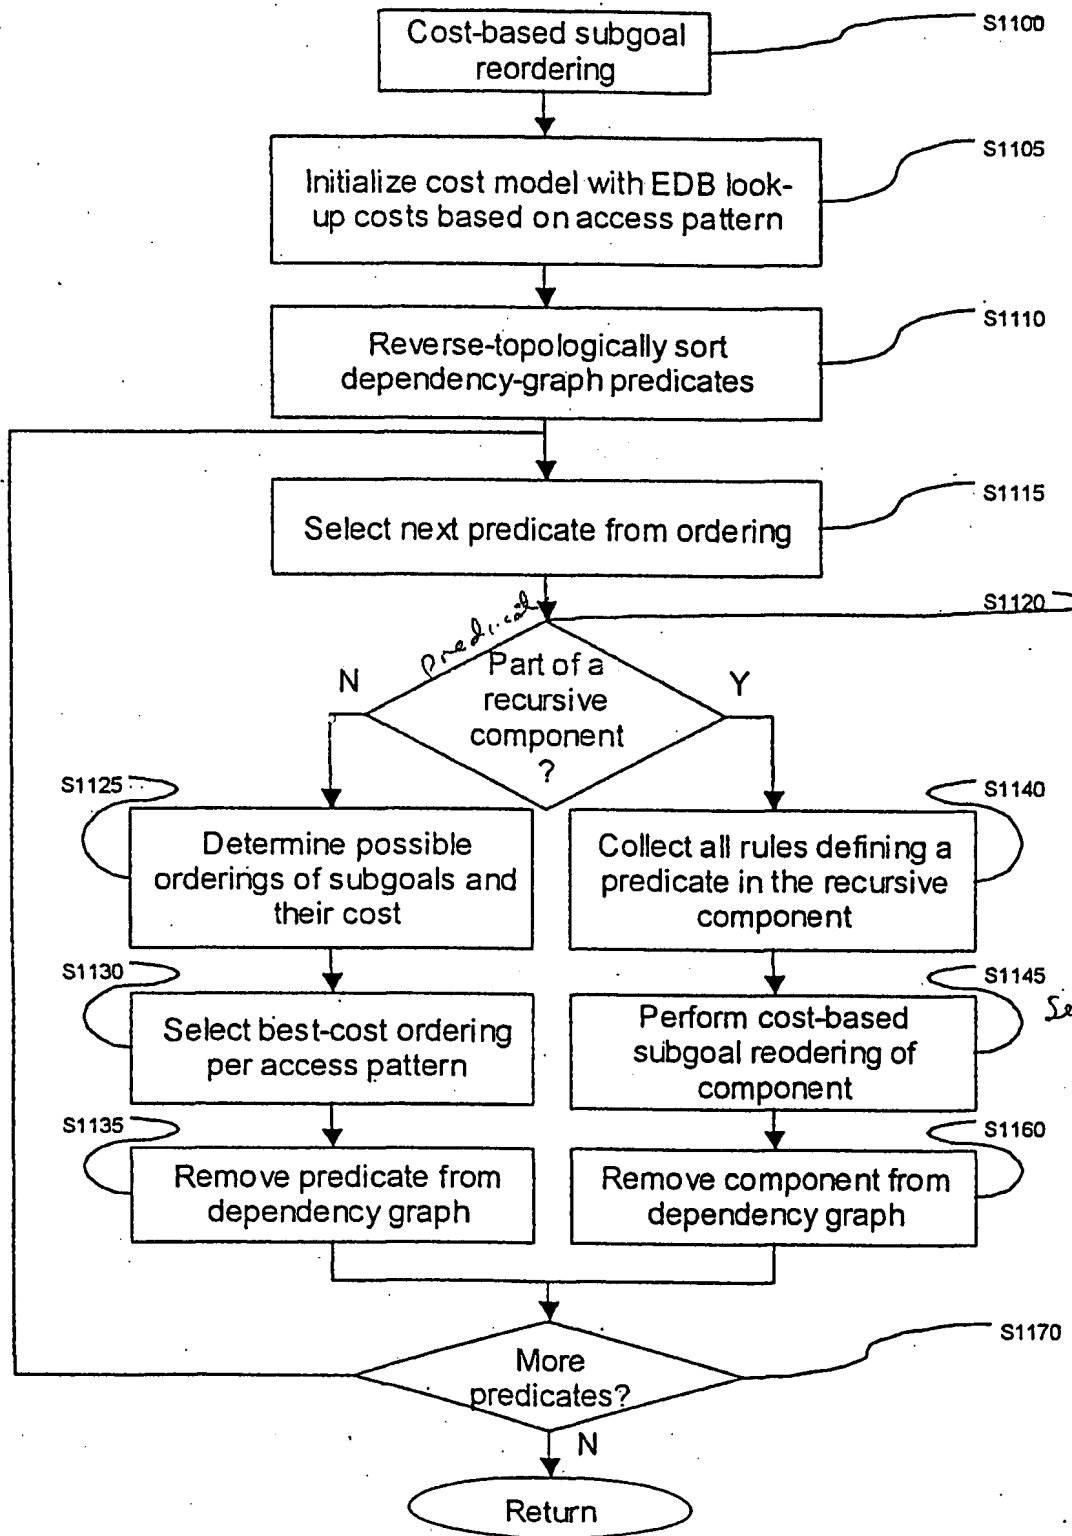 Cost-based subgoal
reordering
S1100
Initialize cost model with EDB look-
up costs based on access pattern
S1105
Reverse-topologically sort
dependency-graph predicates
S1110
Select next predicate from ordering
S1115
S1120
Part of a
recursive
component
?
N
Y
S1125
Determine possible
orderings of subgoals and
their cost
S1140
Collect all rules defining a
predicate in the recursive
component
S1130
Select best-cost ordering
per access pattern
S1145
Perform cost-based
subgoal reodering of
component
S1135
Remove predicate from
dependency graph
S1160
Remove component from
dependency graph
S1170
More
predicates?
N
Return